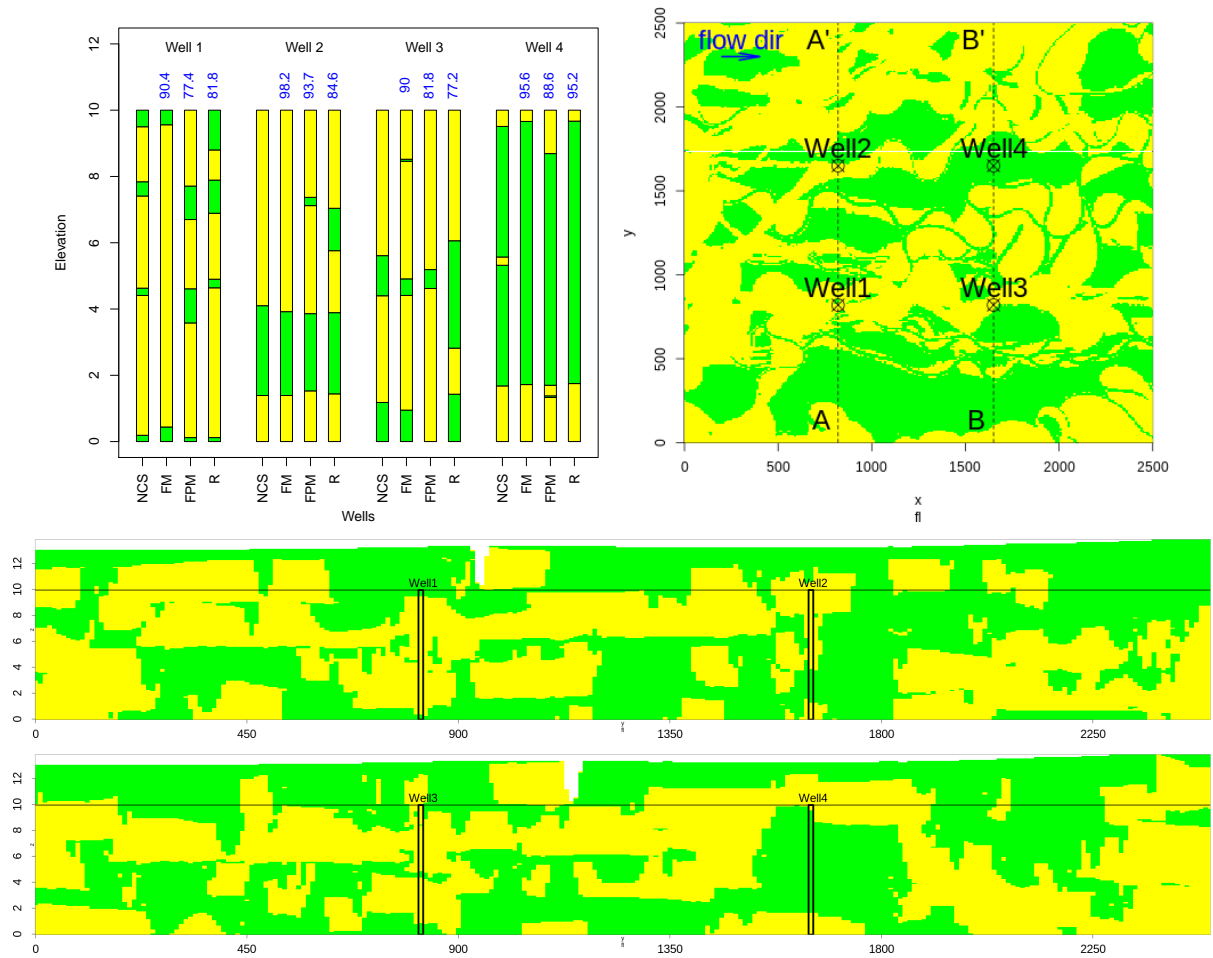 Well 1 Well 2 Well 3 Well 4
90.4 77.4 81.8 98.2 93.7 84.6 90 81.8 77.2 95.6 88.6 95.2
Elevation
12
10
8
6
4
2
0
NCS FM FPM R NCS FM FPM R NCS FM FPM R NCS FM FPM R
Wells
flow dir A' B'
Well2 Well4
Well1 Well3
A B
y
2500
2000
1500
1000
500
0
0 500 1000 1500 2000 2500
x
fl
Well1 Well2
z
12
10
8
6
4
2
0
0 450 900 1350 1800 2250
y
fl
Well3 Well4
z
12
10
8
6
4
2
0
0 450 900 1350 1800 2250
y
fl